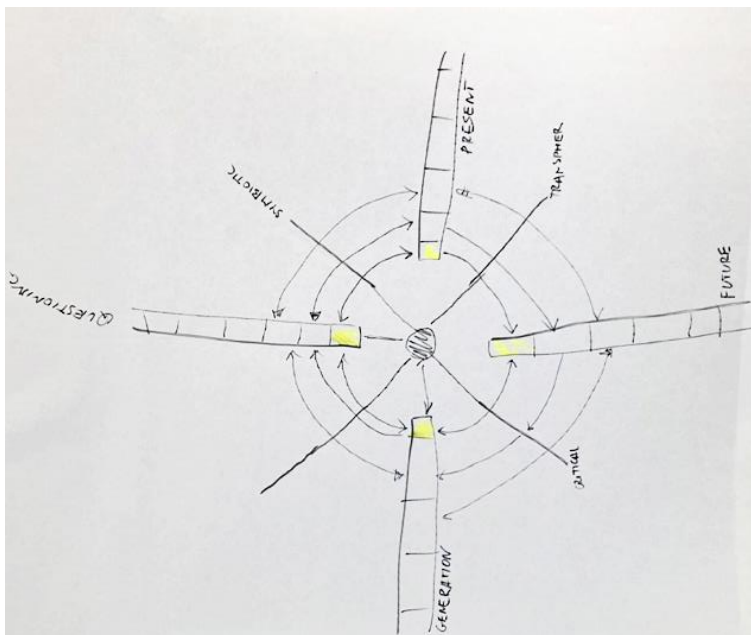 PRESENT
TRANSPHER
SYMBIOTIC
FUTURE
QUESTIONING
CRITICAL
GENERATION